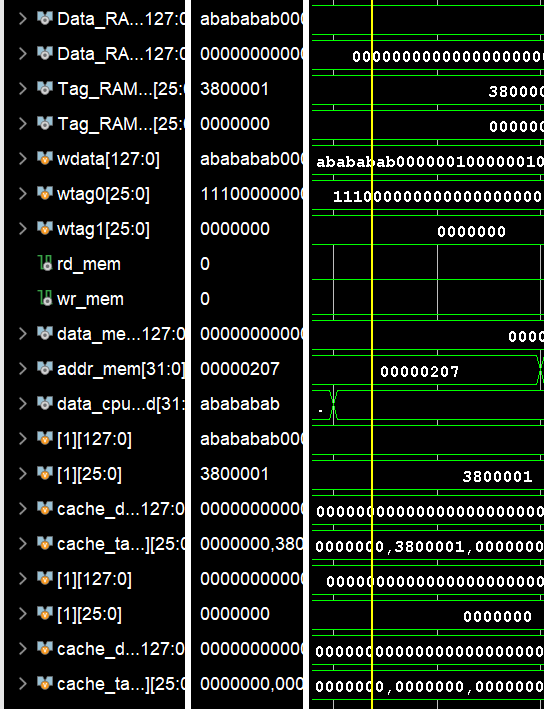 Data_RA...127:0 abababab000
Data_RA...127:0 00000000000 0000000000000000000
Tag_RAM...[25:0 3800001 380000
Tag_RAM...[25:0 0000000 000000
wdata[127:0] abababab000 abababab000000100000010
wtag0[25:0] 11100000000 111000000000000000000
wtag1[25:0] 0000000 0000000
rd_mem 0
wr_mem 0
data_me...127:0 00000000000 0000
addr_mem[31:0] 00000207 00000207
data_cpu...d[31: abababab .
[1][127:0] abababab000
[1][25:0] 3800001 3800001
cache_d...127:0 00000000000 00000000000000000000000
cache_ta...][25:0 0000000,380 0000000,3800001,0000000
[1][127:0] 00000000000 0000000000000000000000
[1][25:0] 0000000 0000000
cache_d...127:0 00000000000 00000000000000000000000
cache_ta...][25:0 0000000,000 0000000,0000000,0000000